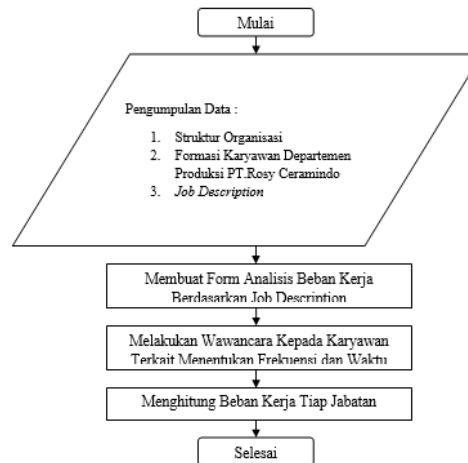 Mulai
Pengumpulan Data :
1. Struktur Organisasi
2. Formasi Karyawan Departemen
Produksi PT.Rosy Ceramindo
3. Job Description
Membuat Form Analisis Beban Kerja
Berdasarkan Job Description
Melakukan Wawancara Kepada Karyawan
Terkait Menentukan Frekuensi dan Waktu
Menghitung Beban Kerja Tiap Jabatan
Selesai